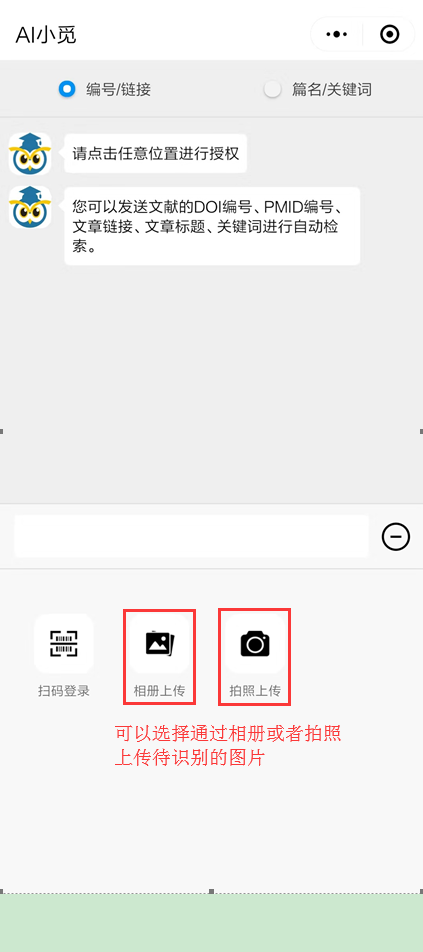 AI小觅
编号/链接
篇名/关键词
请点击任意位置进行授权
您可以发送文献的DOI编号、PMID编号、
文章链接、文章标题、关键词进行自动检
索。
扫码登录
相册上传
拍照上传
可以选择通过相册或者拍照
上传待识别的图片